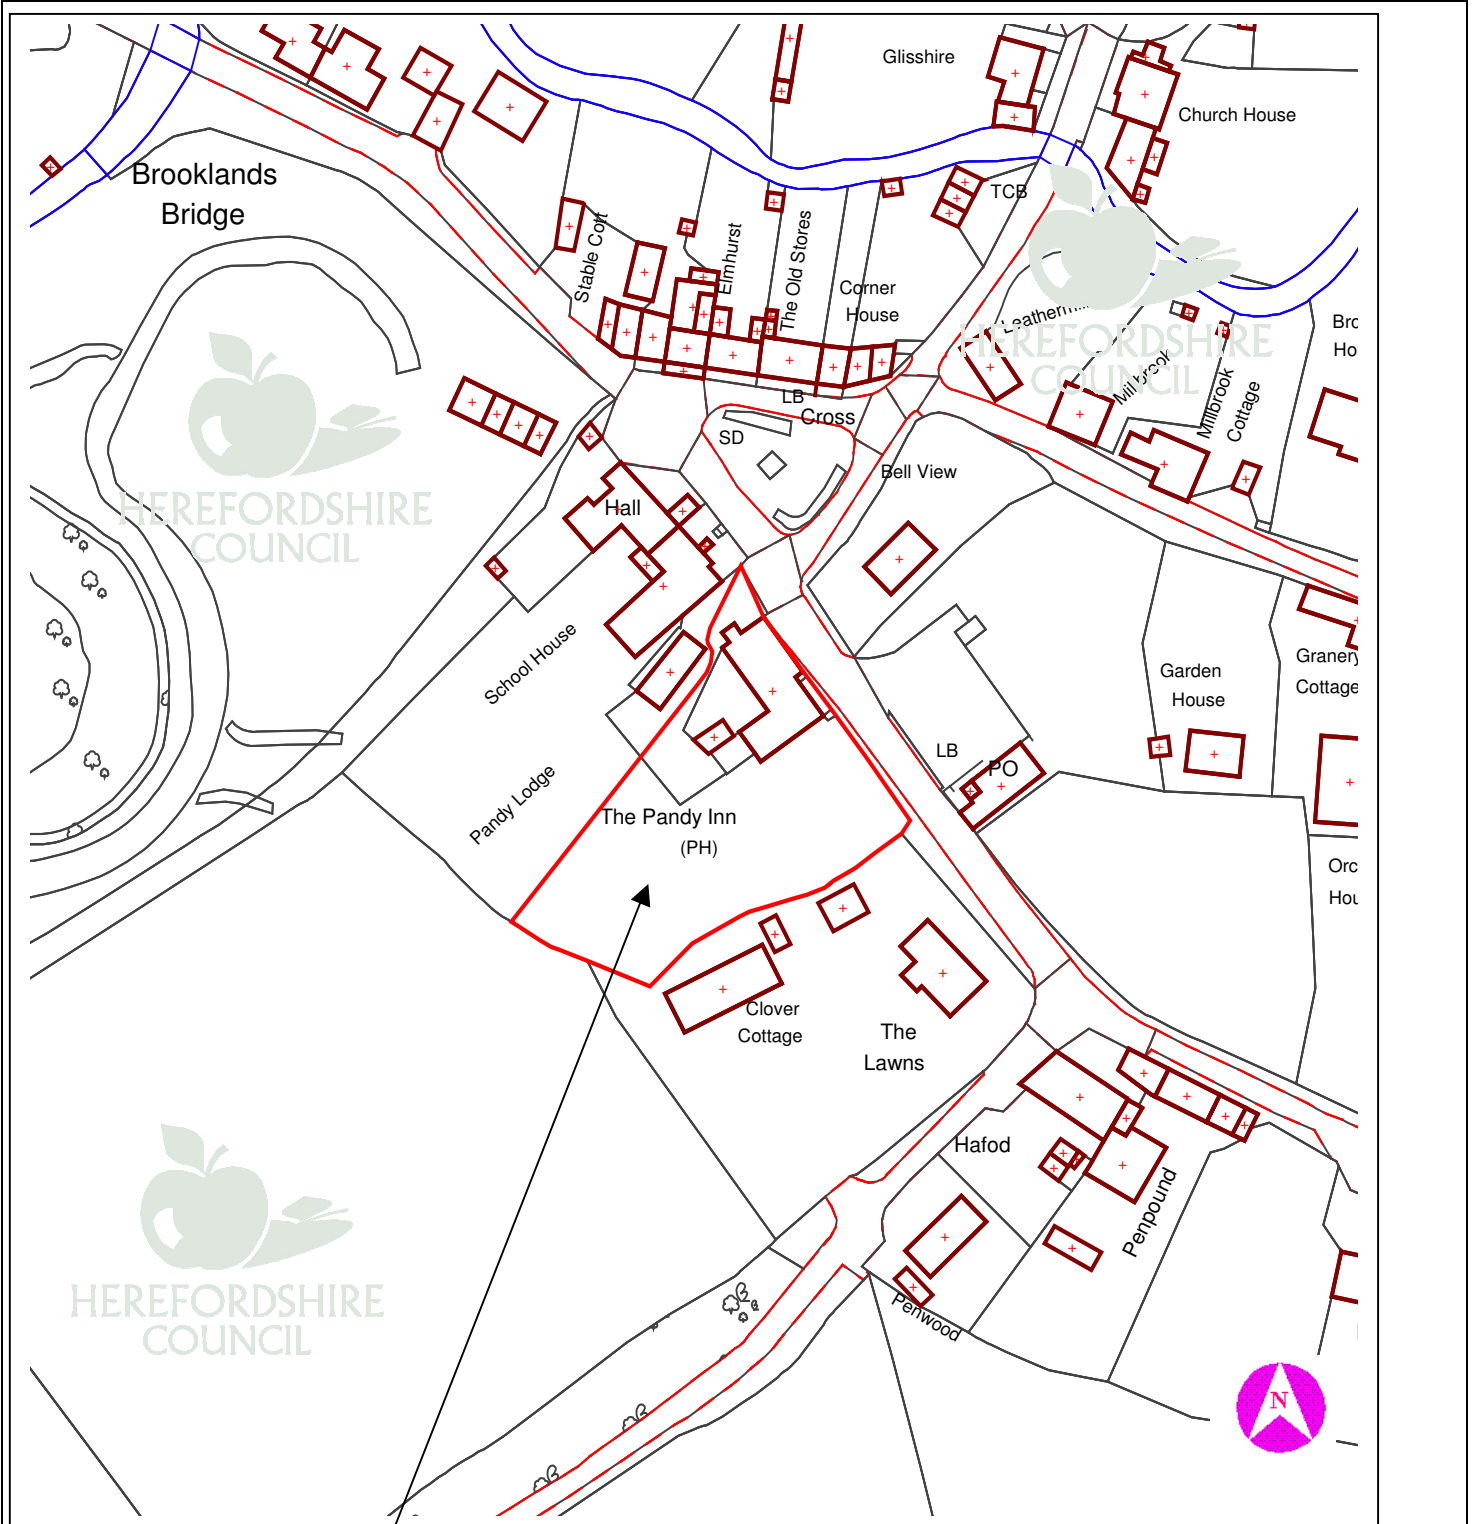 Glisshire
Church House
Brooklands
Bridge
TCB
Stable Cott
Elmhurst
The Old Stores
Corner
House
HEREFORDSHIRE
COUNCIL
Millbrook
Millbrook
Cottage
LB
Cross
SD
Bell View
HEREFORDSHIRE
COUNCIL
Hall
School House
Garden
House
Granery
Cottage
LB
PO
Pandy Lodge
The Pandy Inn
(PH)
Clover
Cottage
The
Lawns
Hafod
Penpound
Penwood
HEREFORDSHIRE
COUNCIL
N